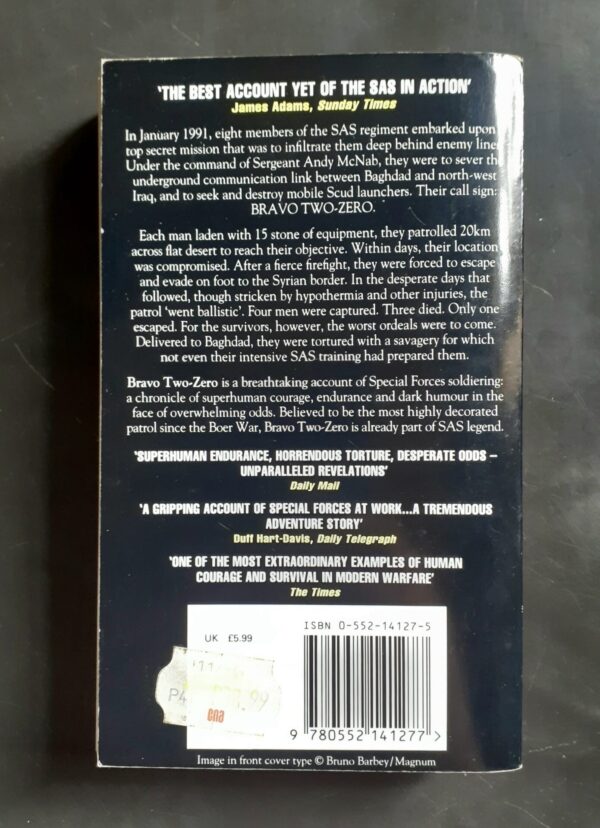 'THE BEST ACCOUNT YET OF THE SAS IN ACTION'
James Adams, Sunday Times
In January 1991, eight members of the SAS regiment embarked upon
top secret mission that was to infiltrate them deep behind enemy line
Under the command of Sergeant Andy McNab, they were to sever the
underground communication link between Baghdad and north-west
Iraq, and to seek and destroy mobile Scud launchers. Their call sign:
BRAVO TWO-ZERO.
Each man laden with 15 stone of equipment, they patrolled 20km
across flat desert to reach their objective. Within days, their location
was compromised. After a fierce firefight, they were forced to escape
and evade on foot to the Syrian border. In the desperate days that
followed, though stricken by hypothermia and other injuries, the
patrol 'went ballistic'. Four men were captured. Three died. Only one
escaped. For the survivors, however, the worst ordeals were to come.
Delivered to Baghdad, they were tortured with a savagery for which
not even their intensive SAS training had prepared them.
Bravo Two-Zero is a breathtaking account of Special Forces soldiering:
a chronicle of superhuman courage, endurance and dark humour in the
face of overwhelming odds. Believed to be the most highly decorated
patrol since the Boer War, Bravo Two-Zero is already part of SAS legend.
'SUPERHUMAN ENDURANCE, HORRENDOUS TORTURE, DESPERATE ODDS –
UNPARALLELED REVELATIONS'
Daily Mail
'A GRIPPING ACCOUNT OF SPECIAL FORCES AT WORK...A TREMENDOUS
ADVENTURE STORY'
Duff Hart-Davis, Daily Telegraph
'ONE OF THE MOST EXTRAORDINARY EXAMPLES OF HUMAN
COURAGE AND SURVIVAL IN MODERN WARFARE'
The Times
UK £5.99
ISBN 0-552-14127-5
cna
9 780552 141277 >
Image in front cover type © Bruno Barbey/Magnum